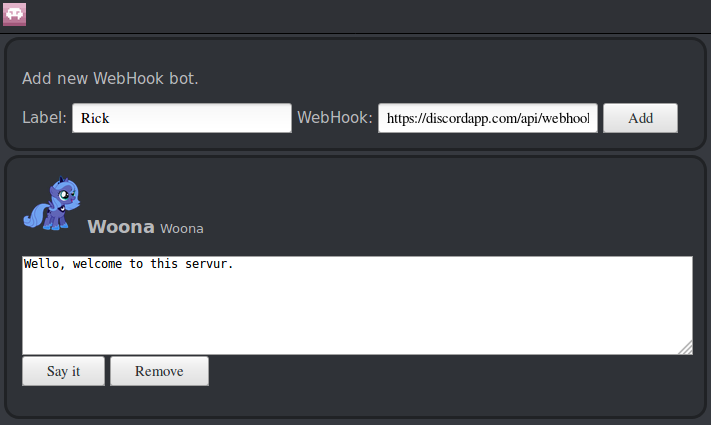 Add new WebHook bot.
Label: Rick WebHook: https://discordapp.com/api/webhool Add
Woona Woona
Wello, welcome to this servur.
Say it Remove